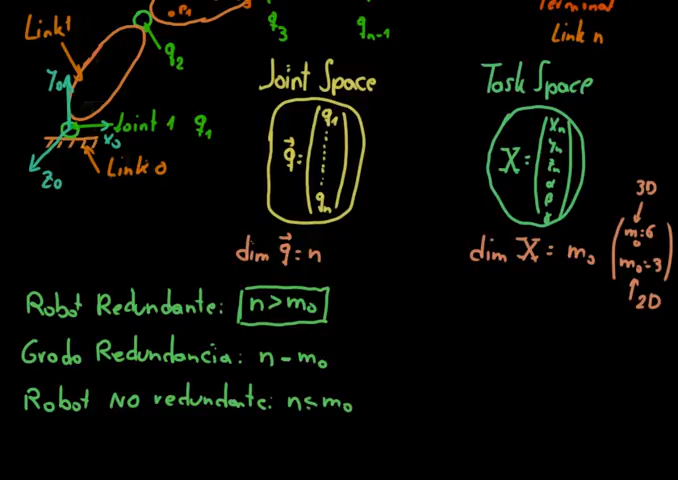 Terminal
Link n
Link 1
.P1
q2
q3
qn-1
Joint Space
Task Space
y0
Joint 1 q1
x0
Link 0
z0
q⃗ = (q1 ⋮ qn)
X = (xn yn zn α β γ)
3D
m0=6
m0=3
2D
dim q⃗ = n
dim X = m0
Robot Redundante: n>m0
Grado Redundancia: n-m0
Robot NO redundante: n≤m0